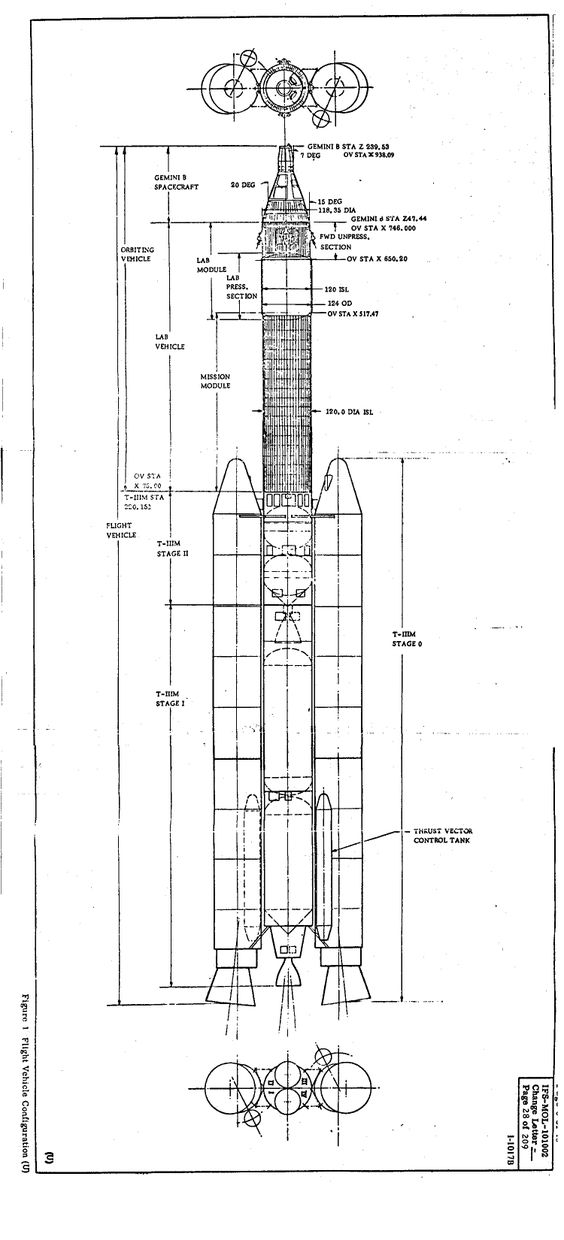 GEMINI B STA Z 239.53
7 DEG OV STA X 938.09
GEMINI B
SPACECRAFT
20 DEG
15 DEG
118.35 DIA
GEMINI STA Z47.44
OV STA X 746.000
FWD UNPRESS.
SECTION
ORBITING
VEHICLE
LAB
MODULE
OV STA X 650.20
LAB
PRESS.
SECTION
120 ISL
124 OD
OV STA X 517.47
LAB
VEHICLE
MISSION
MODULE
120.0 DIA ISL
OV STA
T-IIIM STA
FLIGHT
VEHICLE
T-IIIM
STAGE II
T-IIIM
STAGE 0
T-IIIM
STAGE I
THRUST VECTOR
CONTROL TANK
Figure 1 Flight Vehicle Configuration (U)
IFS-MOL-101002
Change Letter -
Page 28 of 209
1-1017B